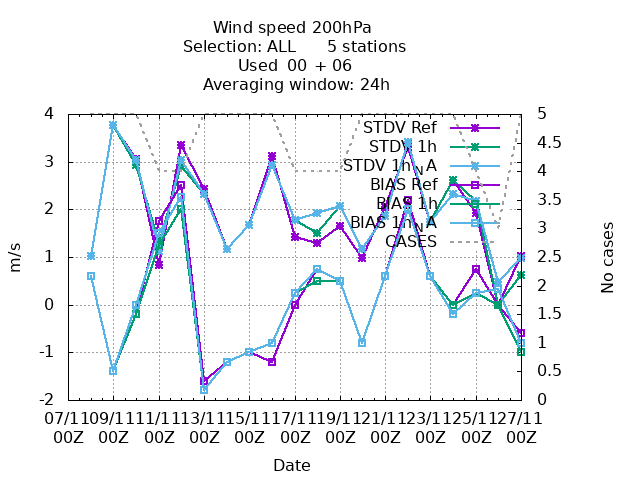 Wind speed 200hPa
Selection: ALL 5 stations
Used 00 + 06
Averaging window: 24h
4
3
2
1
0
-1
-2
m/s
5
4.5
4
3.5
3
2.5
2
1.5
1
0.5
0
No cases
STDV Ref
STDV 1h
STDV 1h_NA
BIAS Ref
BIAS 1h
BIAS 1h_NA
CASES
07/11 09/11 11/11 13/11 15/11 17/11 19/11 21/11 23/11 25/11 27/11
00Z 00Z 00Z 00Z 00Z 00Z 00Z 00Z 00Z 00Z 00Z
Date